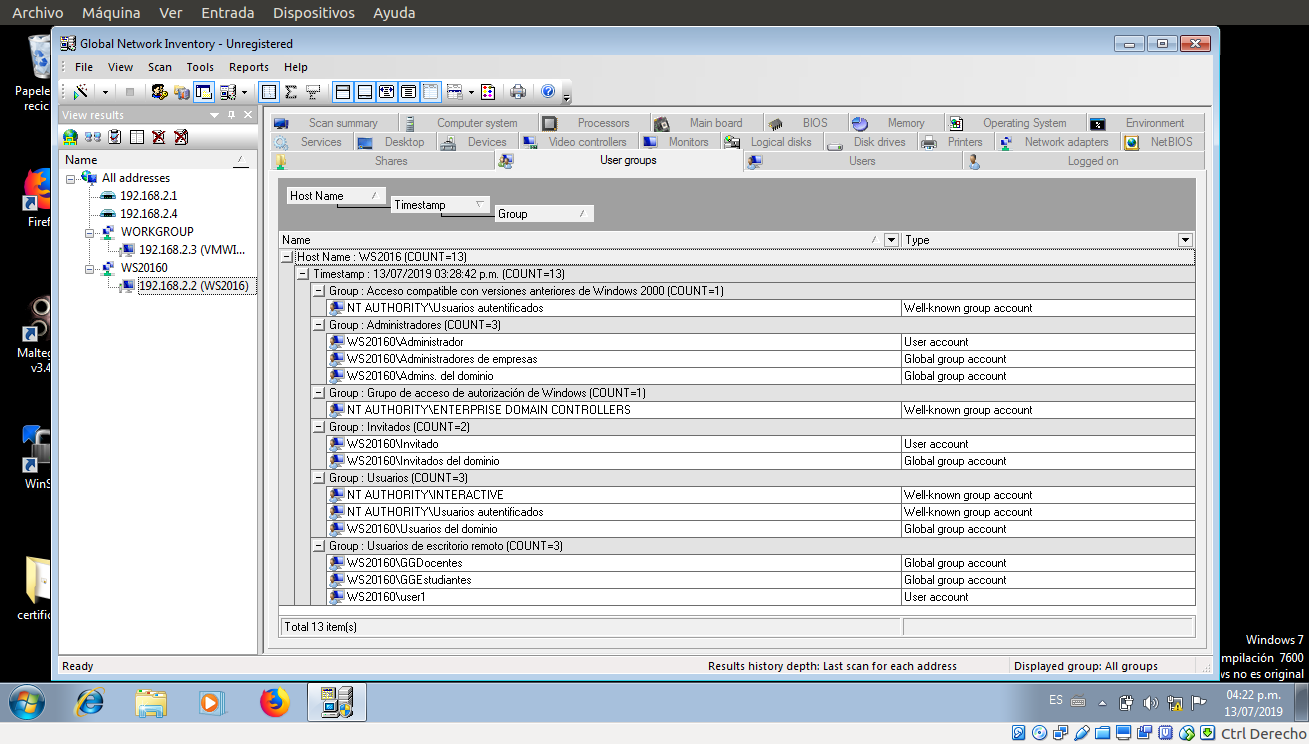 Archivo Máquina Ver Entrada Dispositivos Ayuda
Global Network Inventory - Unregistered
File View Scan Tools Reports Help
View results
Name
All addresses
192.168.2.1
192.168.2.4
WORKGROUP
192.168.2.3 (VMWI...
WS20160
192.168.2.2 (WS2016)
Scan summary Computer system Processors Main board BIOS Memory Operating System Environment
Services Desktop Devices Video controllers Monitors Logical disks Disk drives Printers Network adapters NetBIOS
Shares User groups Users Logged on
Host Name
Timestamp
Group
Name Type
Host Name : WS2016 (COUNT=13)
Timestamp : 13/07/2019 03:28:42 p.m. (COUNT=13)
Group : Acceso compatible con versiones anteriores de Windows 2000 (COUNT=1)
NT AUTHORITY\Usuarios autentificados Well-known group account
Group : Administradores (COUNT=3)
WS20160\Administrador User account
WS20160\Administradores de empresas Global group account
WS20160\Admins. del dominio Global group account
Group : Grupo de acceso de autorización de Windows (COUNT=1)
NT AUTHORITY\ENTERPRISE DOMAIN CONTROLLERS Well-known group account
Group : Invitados (COUNT=2)
WS20160\Invitado User account
WS20160\Invitados del dominio Global group account
Group : Usuarios (COUNT=3)
NT AUTHORITY\INTERACTIVE Well-known group account
NT AUTHORITY\Usuarios autentificados Well-known group account
WS20160\Usuarios del dominio Global group account
Group : Usuarios de escritorio remoto (COUNT=3)
WS20160\GGDocentes Global group account
WS20160\GGEstudiantes Global group account
WS20160\user1 User account
Total 13 item(s)
Ready Results history depth: Last scan for each address Displayed group: All groups
Papele
recic
Firef
Malteg
v3.4
WinS
certific
Windows 7
mpilación 7600
ws no es original
ES
04:22 p.m.
13/07/2019
Ctrl Derecho